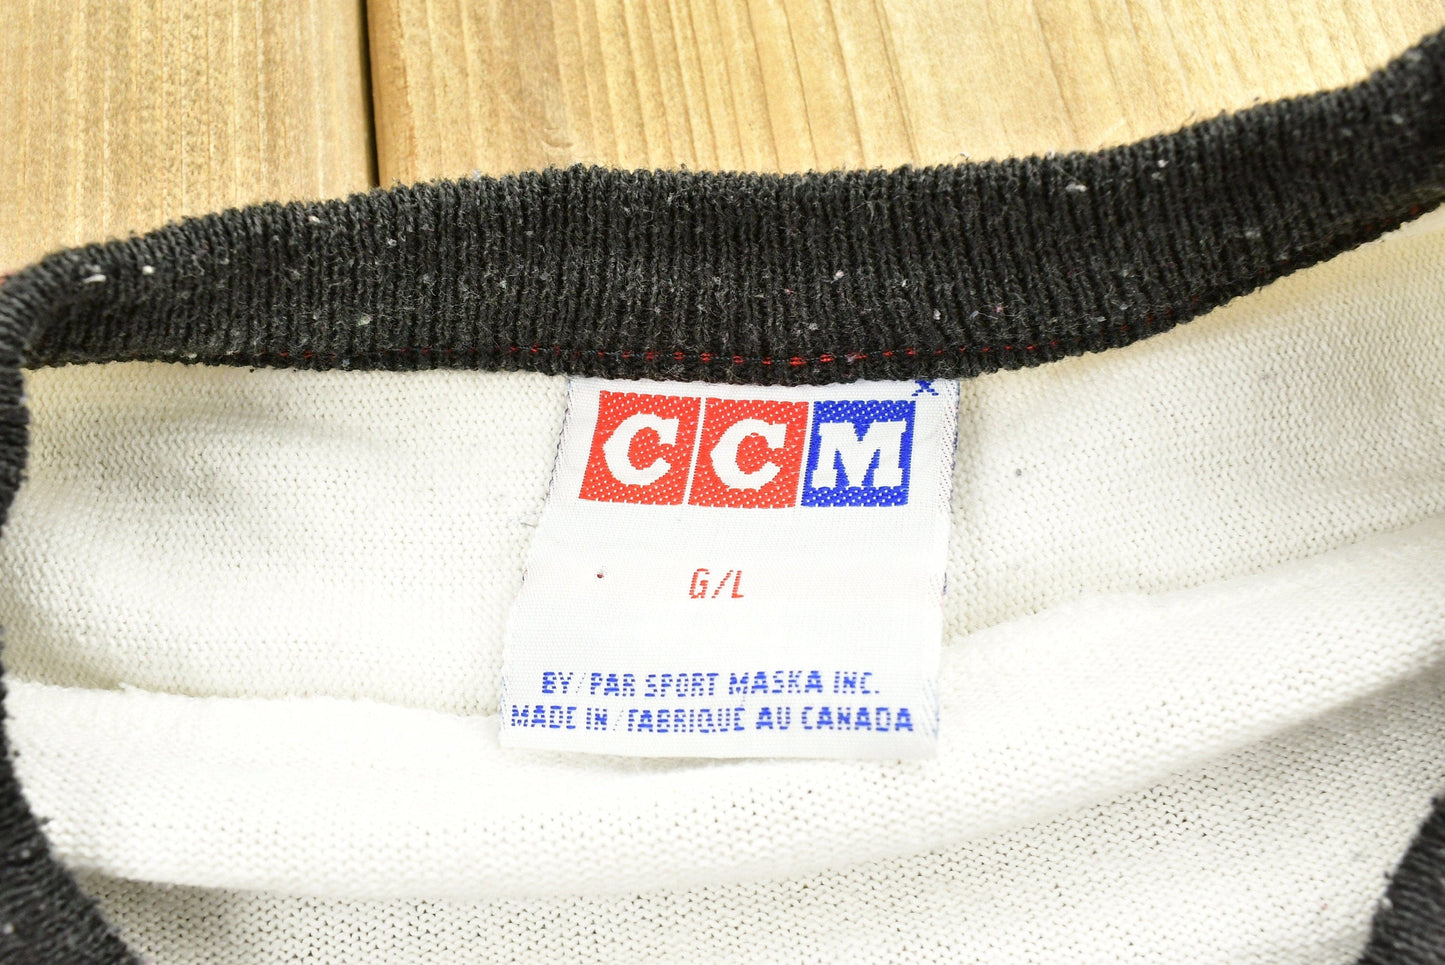 X
CCM
G/L
BY/PAR SPORT MASKA INC.
MADE IN/FABRIQUE AU CANADA